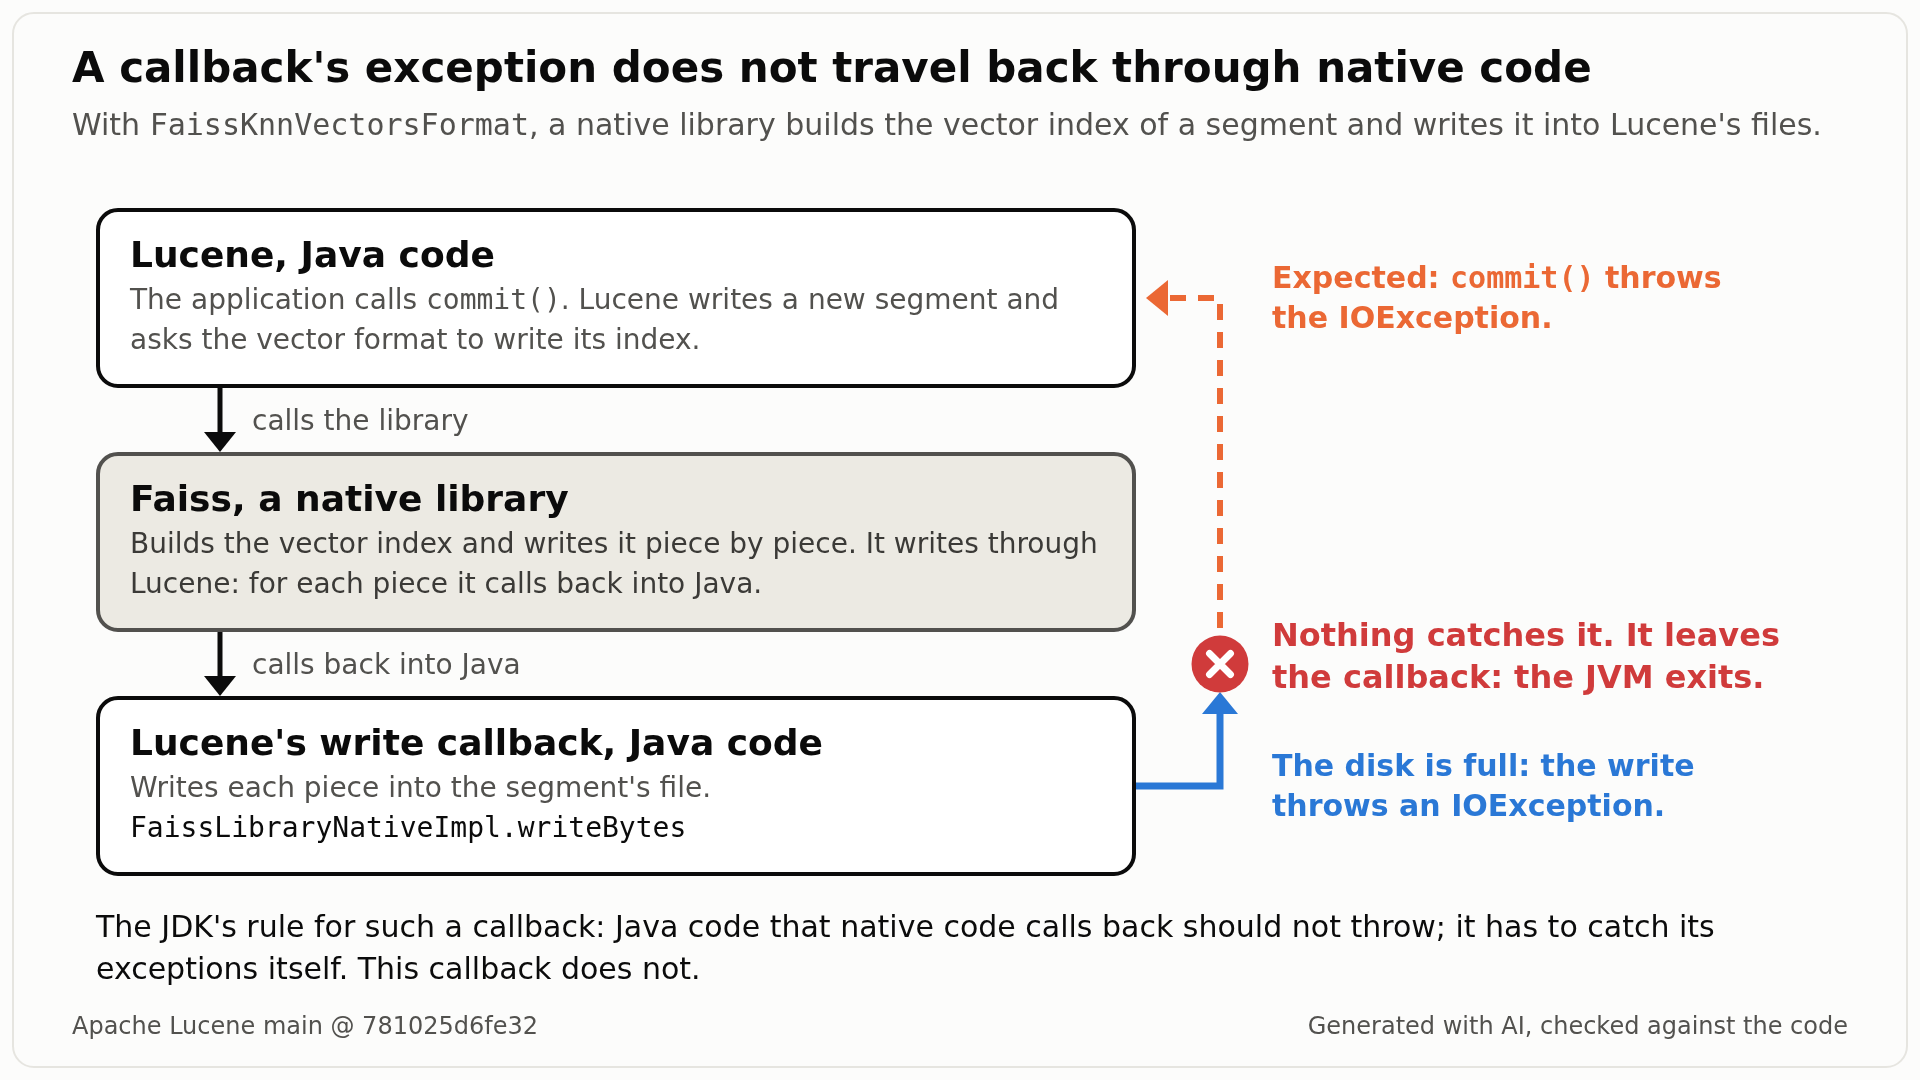 A callback's exception does not travel back through native code
With FaissKnnVectorsFormat, a native library builds the vector index of a segment and writes it into Lucene's files.
Lucene, Java code
The application calls commit(). Lucene writes a new segment and
asks the vector format to write its index.
Expected: commit() throws
the IOException.
calls the library
Faiss, a native library
Builds the vector index and writes it piece by piece. It writes through
Lucene: for each piece it calls back into Java.
calls back into Java
Nothing catches it. It leaves
the callback: the JVM exits.
Lucene's write callback, Java code
Writes each piece into the segment's file.
FaissLibraryNativeImpl.writeBytes
The disk is full: the write
throws an IOException.
The JDK's rule for such a callback: Java code that native code calls back should not throw; it has to catch its
exceptions itself. This callback does not.
Apache Lucene main @ 781025d6fe32
Generated with AI, checked against the code